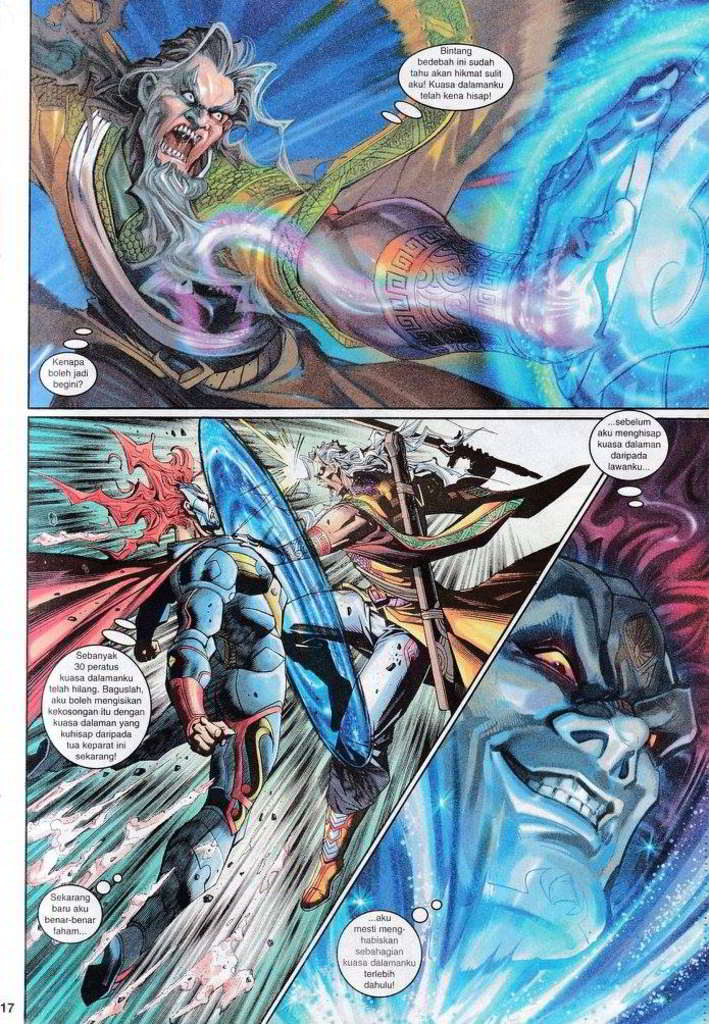 Bintang
bedebah ini sudah
tahu akan hikmat sulit
aku! Kuasa dalamanku
telah kena hisap!
Kenapa
boleh jadi
begini?
Sebanyak
30 peratus
kuasa dalamanku
telah hilang. Baguslah,
aku boleh mengisikan
kekosongan itu dengan
kuasa dalaman yang
kuhisap daripada
tua keparat ini
sekarang!
Sekarang
baru aku
benar-benar
faham...
...sebelum
aku menghisap
kuasa dalaman
daripada
lawanku...
...aku
mesti meng-
habiskan
sebahagian
kuasa dalamanku
terlebih
dahulu!
17